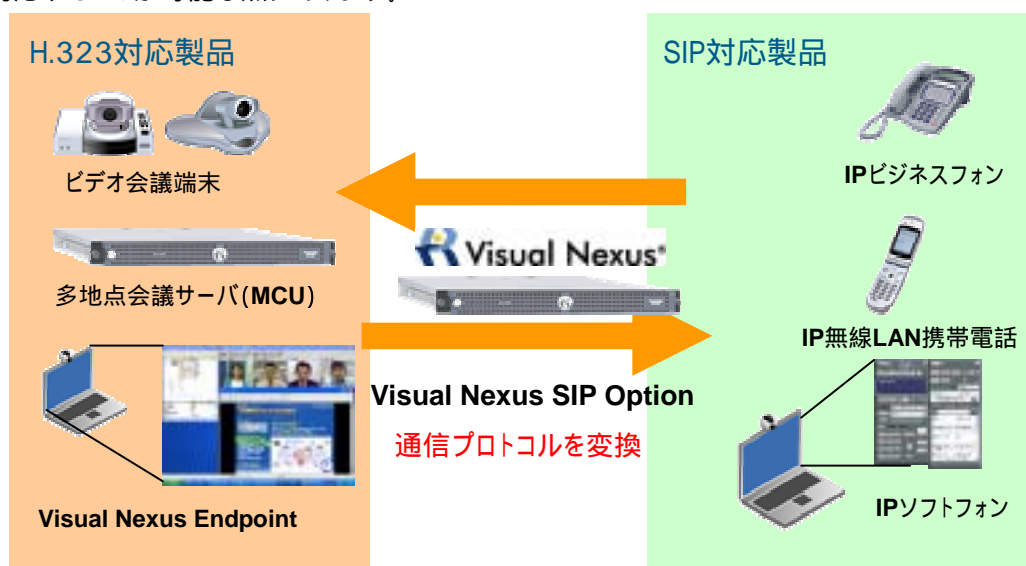 H.323対応製品
ビデオ会議端末
多地点会議サーバ(MCU)
Visual Nexus Endpoint
Visual Nexus
Visual Nexus SIP Option
通信プロトコルを変換
SIP対応製品
IPビジネスフォン
IP無線LAN携帯電話
IPソフトフォン